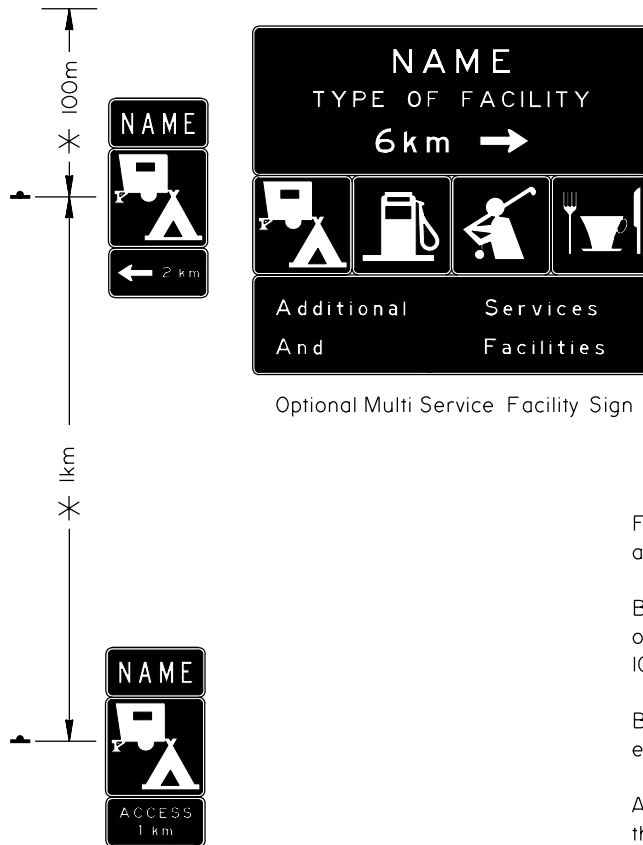 * 100m
NAME
← 2 km
NAME
TYPE OF FACILITY
6km →
Additional Services
And Facilities
Optional Multi Service Facility Sign
* 1km
NAME
ACCESS
1 km